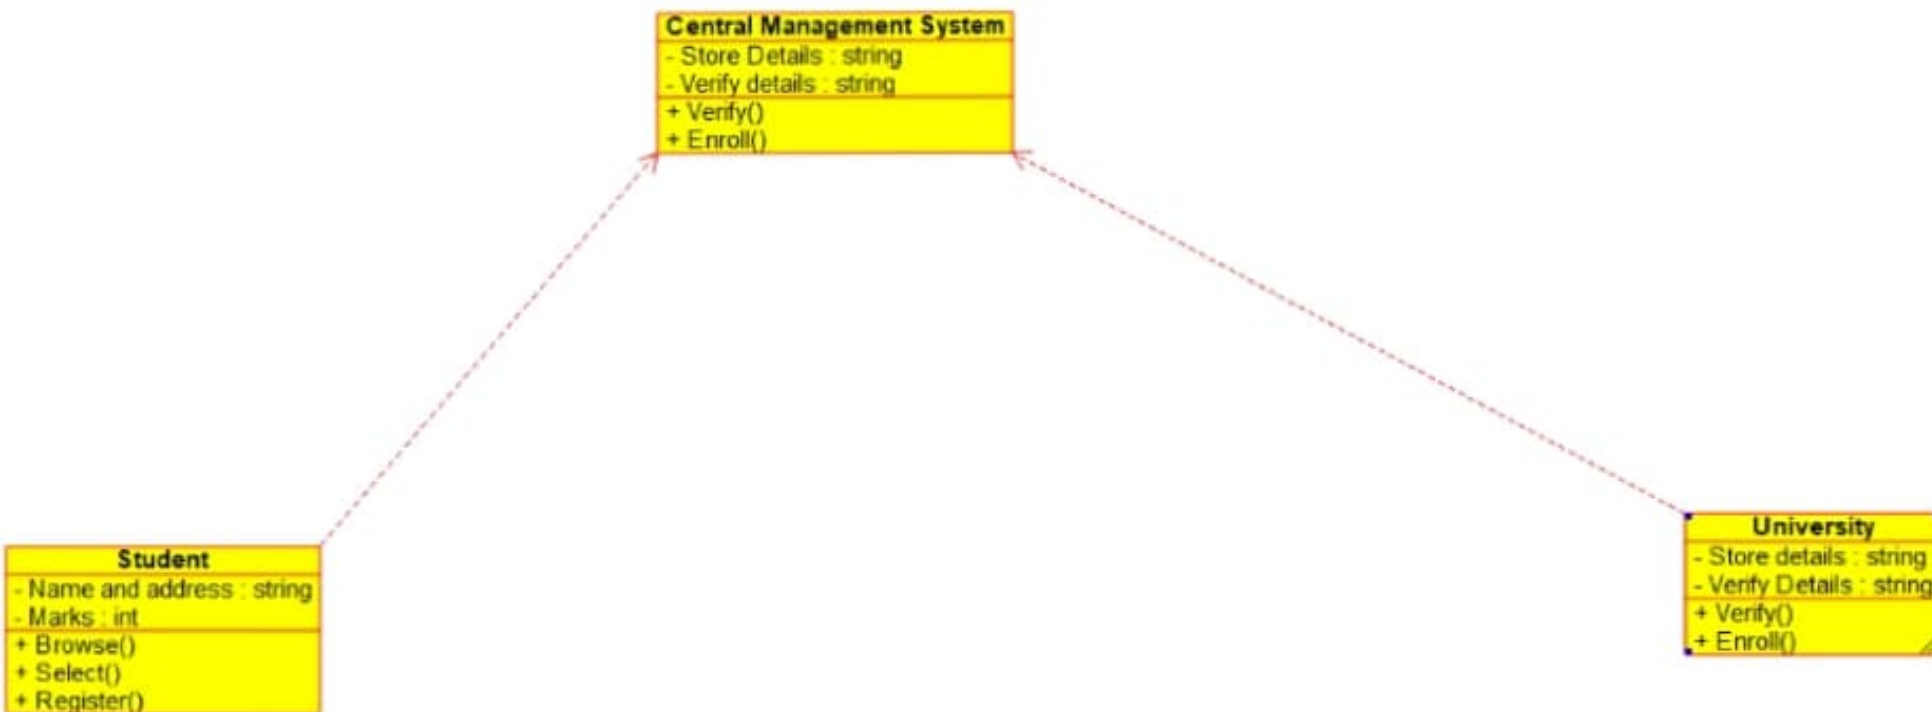 Central Management System
- Store Details : string
- Verify details : string
+ Verify()
+ Enroll()
Student
- Name and address : string
- Marks : int
+ Browse()
+ Select()
+ Register()
University
- Store details : string
- Verify Details : string
+ Verify()
+ Enroll()